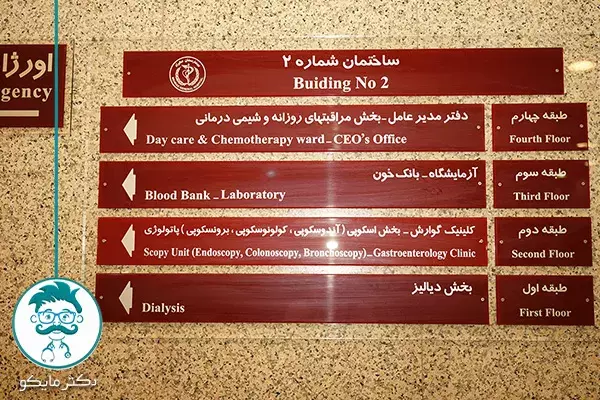 اورژا
gency
ساختمان شماره ۲
Buiding No 2
دفتر مدیر عامل -بخش مراقبتهای روزانه و شیمی درمانی
Day care & Chemotherapy ward - CEO's Office
طبقه چهارم
Fourth Floor
آزمایشگاه - بانک خون
Blood Bank - Laboratory
طبقه سوم
Third Floor
کلینیک گوارش - بخش اسکوپی ( آندوسکوپی ، کولونوسکوپی ، برونسکوپی ) پاتولوژی
Scopy Unit (Endoscopy, Colonoscopy, Bronchoscopy) - Gastroenterology Clinic
طبقه دوم
Second Floor
بخش دیالیز
Dialysis
طبقه اول
First Floor
دکتر مایکو